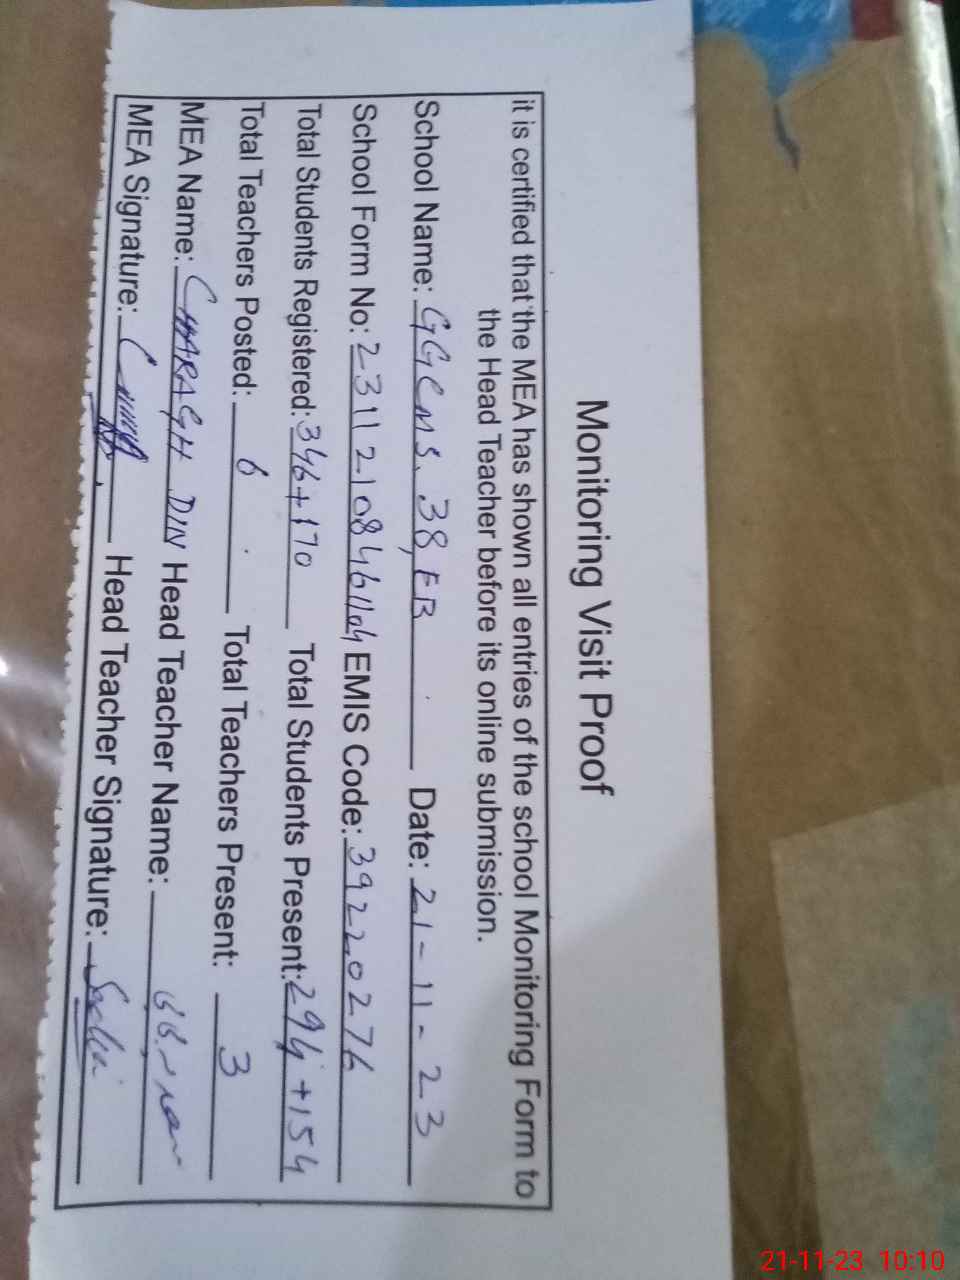 Monitoring Visit Proof
it is certified that the MEA has shown all entries of the school Monitoring Form to
the Head Teacher before its online submission.
School Name: GGCMS. 38, EB Date: 21-11-23
School Form No: EMIS Code: 39220276
Total Students Registered: 346+170 Total Students Present: 294+154
Total Teachers Posted: 6 Total Teachers Present: 3
MEA Name: CHARAGH DIN Head Teacher Name:
MEA Signature: Head Teacher Signature:
21-11-23 10:10